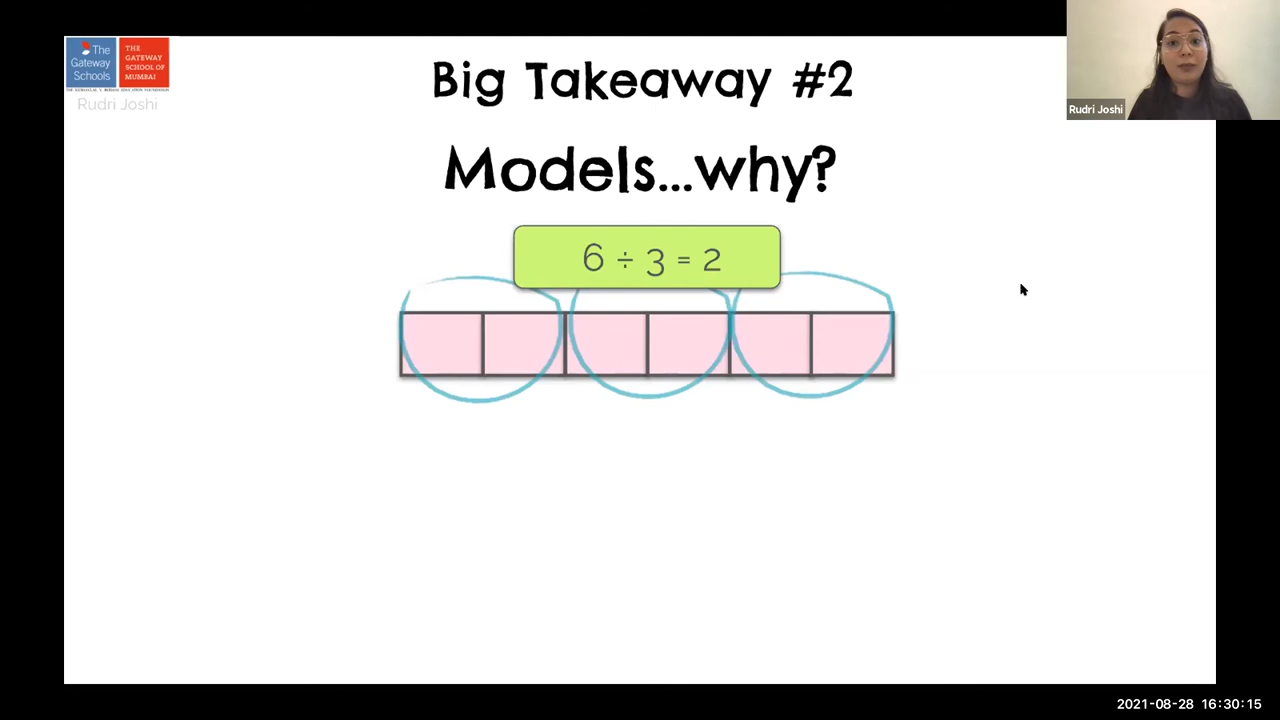 The
Gateway
Schools
THE
GATEWAY
SCHOOL OF
MUMBAI
Rudri Joshi
Big Takeaway #2
Models...why?
6 ÷ 3 = 2
Rudri Joshi
2021-08-28 16:30:15